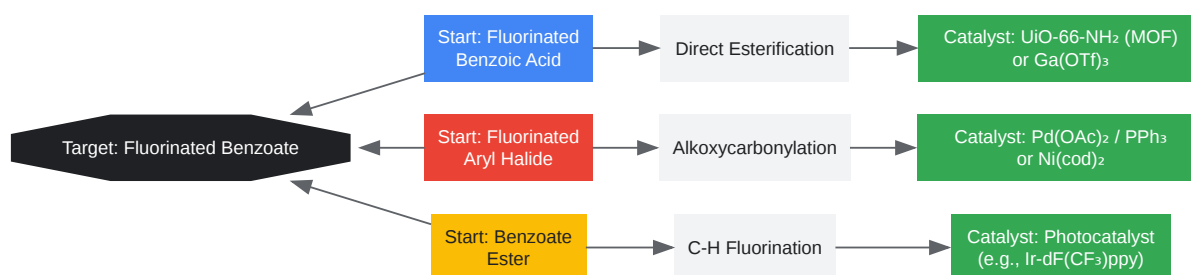 Start: Fluorinated
Benzoic Acid
Direct Esterification
Catalyst: UiO-66-NH₂ (MOF)
or Ga(OTf)₃
Target: Fluorinated Benzoate
Start: Fluorinated
Aryl Halide
Alkoxycarbonylation
Catalyst: Pd(OAc)₂ / PPh₃
or Ni(cod)₂
Start: Benzoate
Ester
C-H Fluorination
Catalyst: Photocatalyst
(e.g., Ir-dF(CF₃)ppy)